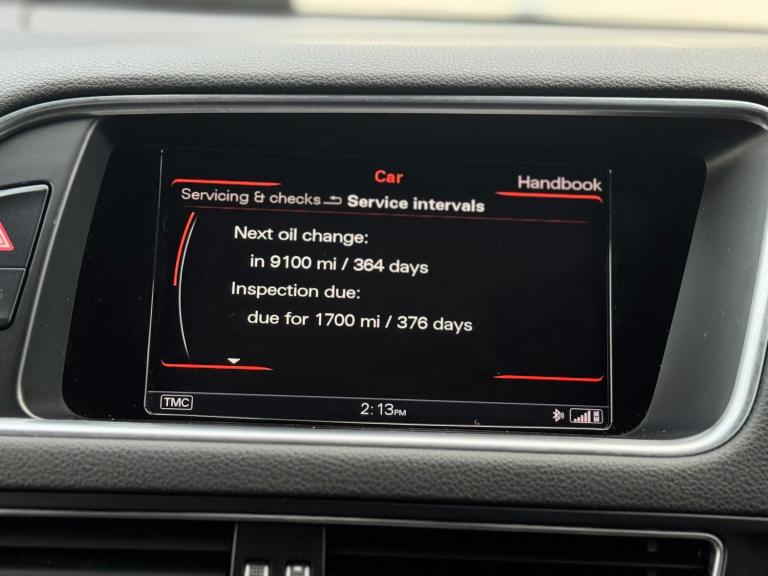 Car
Handbook
Servicing & checks Service intervals
Next oil change:
in 9100 mi / 364 days
Inspection due:
due for 1700 mi / 376 days
TMC
2:13PM